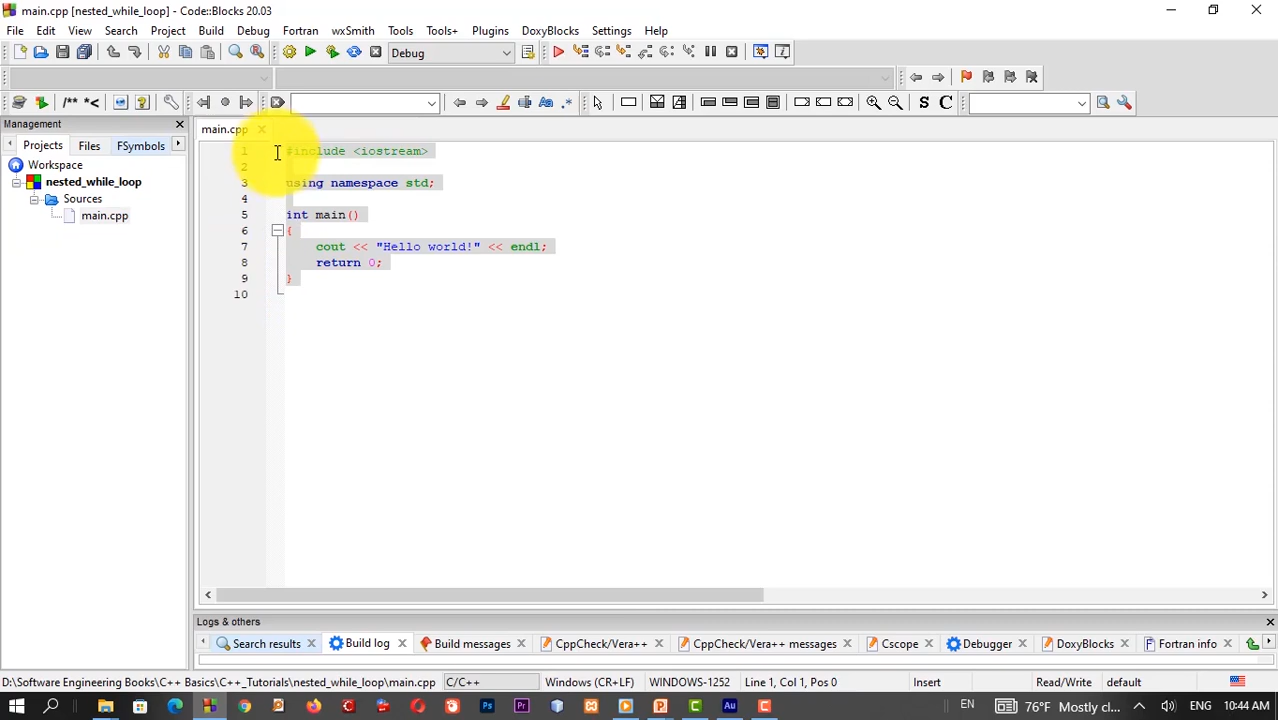 main.cpp [nested_while_loop] - Code::Blocks 20.03
File Edit View Search Project Build Debug Fortran wxSmith Tools Tools+ Plugins DoxyBlocks Settings Help
Debug
/** *<
Aa .*
S C
Management
main.cpp
Projects Files FSymbols
Workspace
nested_while_loop
Sources
main.cpp
1 #include <iostream>
2
3 using namespace std;
4
5 int main()
6 {
7 cout << "Hello world!" << endl;
8 return 0;
9 }
10
Logs & others
Search results Build log Build messages CppCheck/Vera++ CppCheck/Vera++ messages Cscope Debugger DoxyBlocks Fortran info
D:\Software Engineering Books\C++ Basics\C++_Tutorials\nested_while_loop\main.cpp C/C++ Windows (CR+LF) WINDOWS-1252 Line 1, Col 1, Pos 0 Insert Read/Write default
Ps Pr Au EN 76°F Mostly cl... ENG 10:44 AM